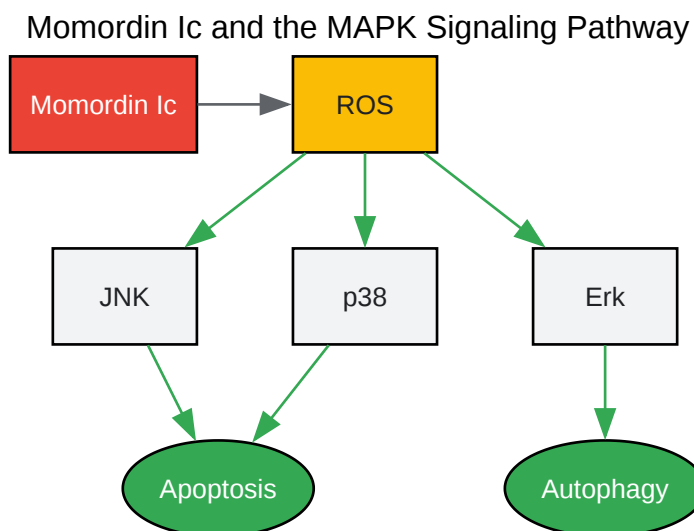 Momordin Ic and the MAPK Signaling Pathway
Momordin Ic
ROS
JNK
p38
Erk
Apoptosis
Autophagy